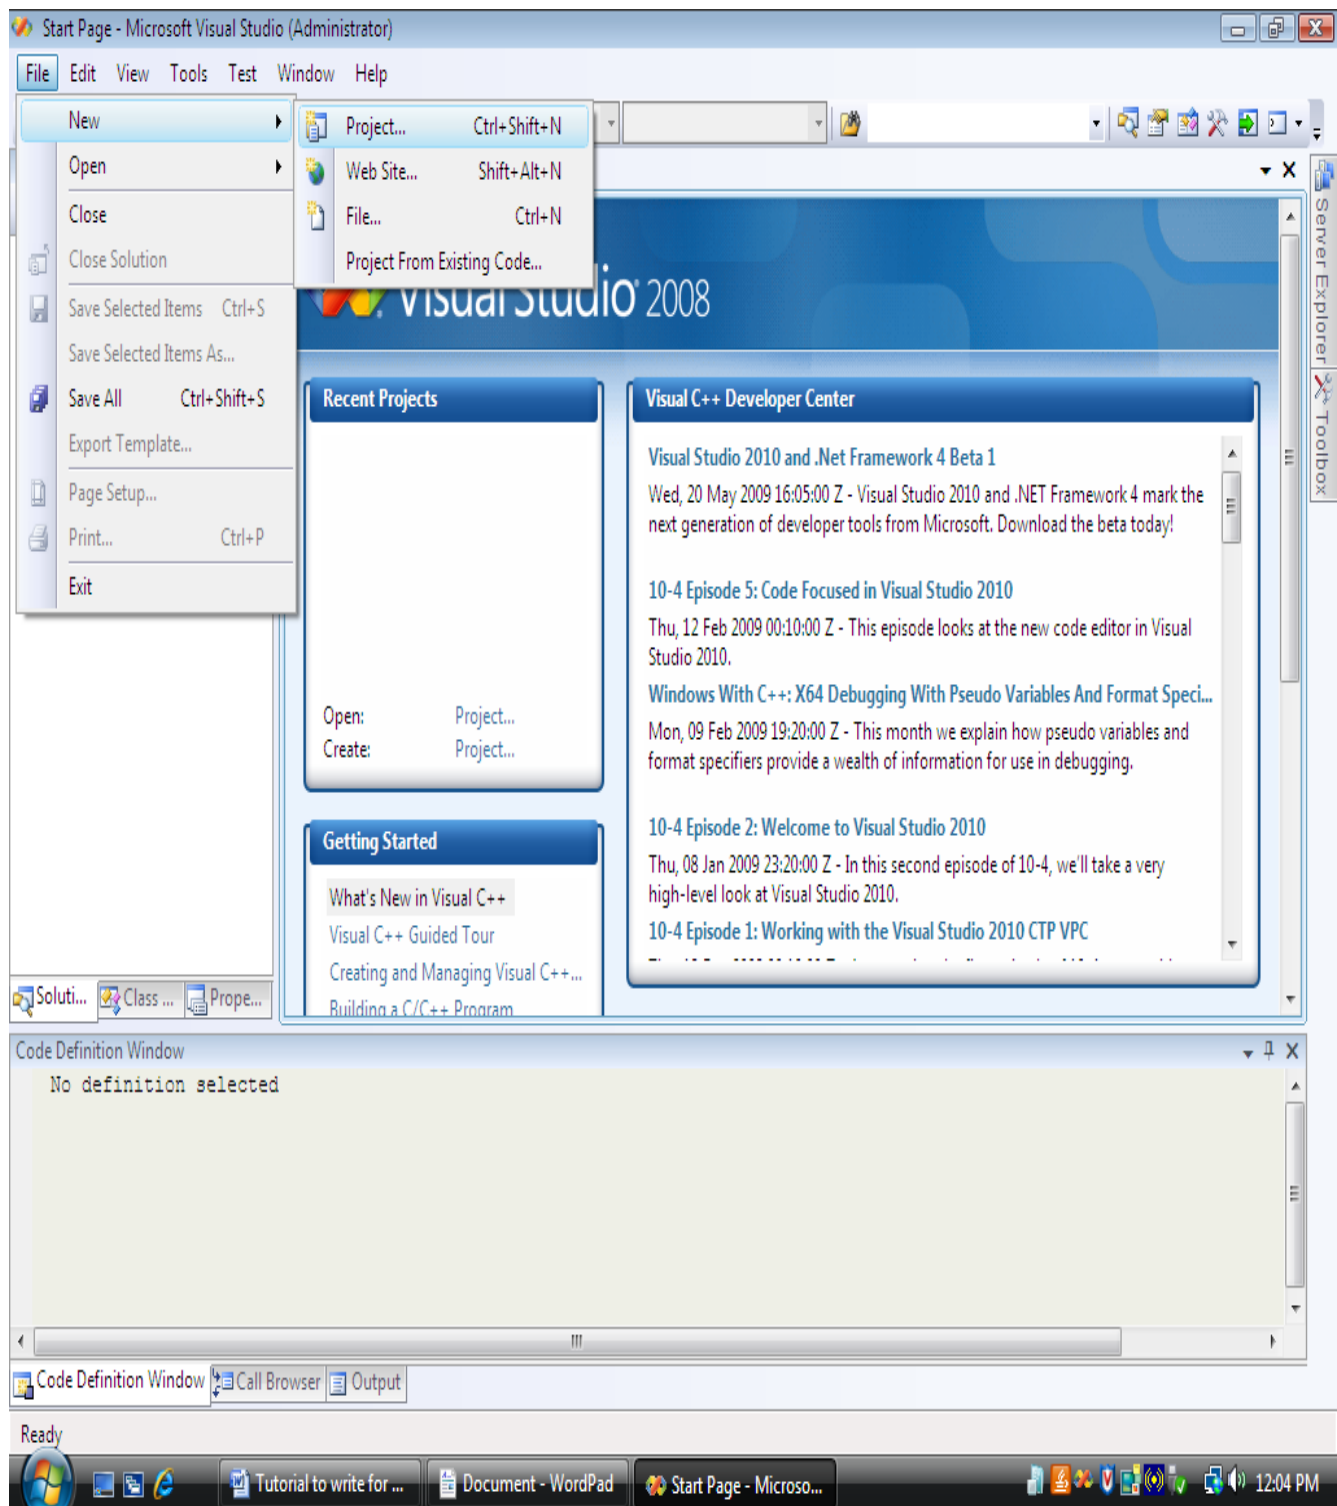 Start Page - Microsoft Visual Studio (Administrator)
File Edit View Tools Test Window Help
New
Open
Close
Close Solution
Save Selected Items Ctrl+S
Save Selected Items As...
Save All Ctrl+Shift+S
Export Template...
Page Setup...
Print... Ctrl+P
Exit
Project... Ctrl+Shift+N
Web Site... Shift+Alt+N
File... Ctrl+N
Project From Existing Code...
Visual Studio 2008
Server Explorer
Toolbox
Recent Projects
Open: Project...
Create: Project...
Getting Started
What's New in Visual C++
Visual C++ Guided Tour
Creating and Managing Visual C++...
Building a C/C++ Program
Visual C++ Developer Center
Visual Studio 2010 and .Net Framework 4 Beta 1
Wed, 20 May 2009 16:05:00 Z - Visual Studio 2010 and .NET Framework 4 mark the
next generation of developer tools from Microsoft. Download the beta today!
10-4 Episode 5: Code Focused in Visual Studio 2010
Thu, 12 Feb 2009 00:10:00 Z - This episode looks at the new code editor in Visual
Studio 2010.
Windows With C++: X64 Debugging With Pseudo Variables And Format Speci...
Mon, 09 Feb 2009 19:20:00 Z - This month we explain how pseudo variables and
format specifiers provide a wealth of information for use in debugging.
10-4 Episode 2: Welcome to Visual Studio 2010
Thu, 08 Jan 2009 23:20:00 Z - In this second episode of 10-4, we'll take a very
high-level look at Visual Studio 2010.
10-4 Episode 1: Working with the Visual Studio 2010 CTP VPC
Soluti... Class ... Prope...
Code Definition Window
No definition selected
Code Definition Window Call Browser Output
Ready
Tutorial to write for ... Document - WordPad Start Page - Microso... 12:04 PM